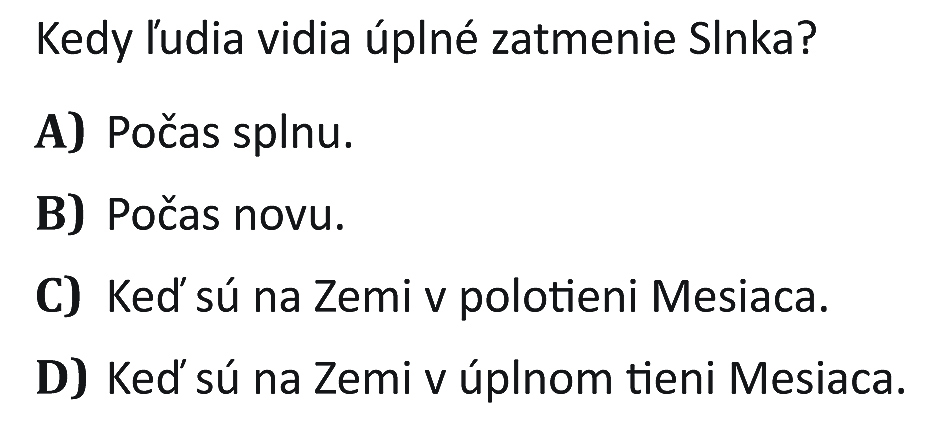 Kedy ľudia vidia úplné zatmenie Slnka?
A) Počas splnu.
B) Počas novu.
C) Keď sú na Zemi v polotieni Mesiaca.
D) Keď sú na Zemi v úplnom tieni Mesiaca.